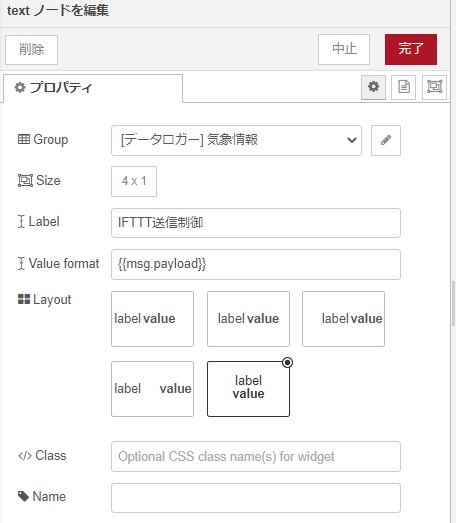 text ノードを編集
削除
中止
完了
プロパティ
Group
[データロガー] 気象情報
Size
4 x 1
Label
IFTTT送信制御
Value format
{{msg.payload}}
Layout
label value
label value
label value
label value
label
value
</> Class
Optional CSS class name(s) for widget
Name